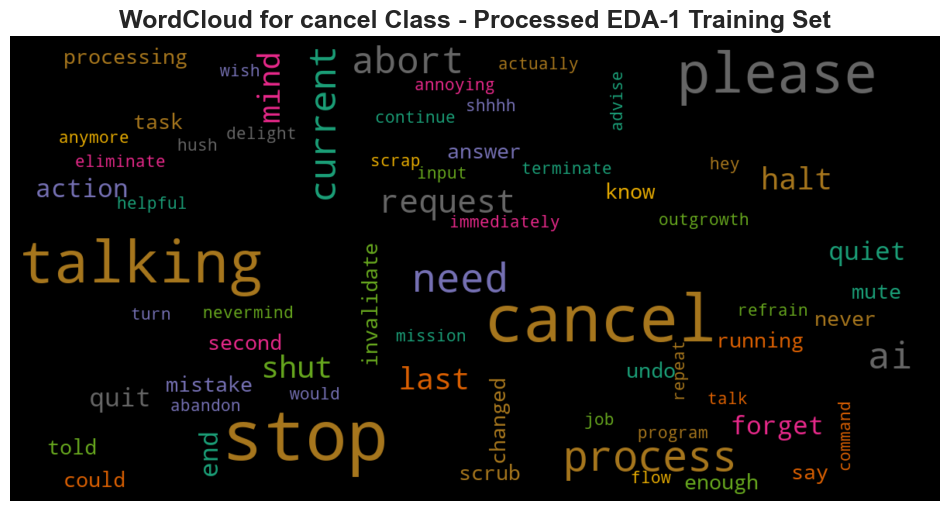 WordCloud for cancel Class - Processed EDA-1 Training Set
processing
wish
mind
current
abort
actually
please
annoying
shhhh
advise
continue
task
delight
anymore
hush
eliminate
scrap
answer
input
terminate
hey
action
helpful
request
know
halt
immediately
outgrowth
talking
invalidate
need
quiet
mute
turn
nevermind
cancel
refrain
never
second
mission
running
ai
shut
last
undo
repeat
quit
mistake
would
abandon
changed
talk
stop
job
forget
command
told
end
program
process
could
scrub
flow
enough
say